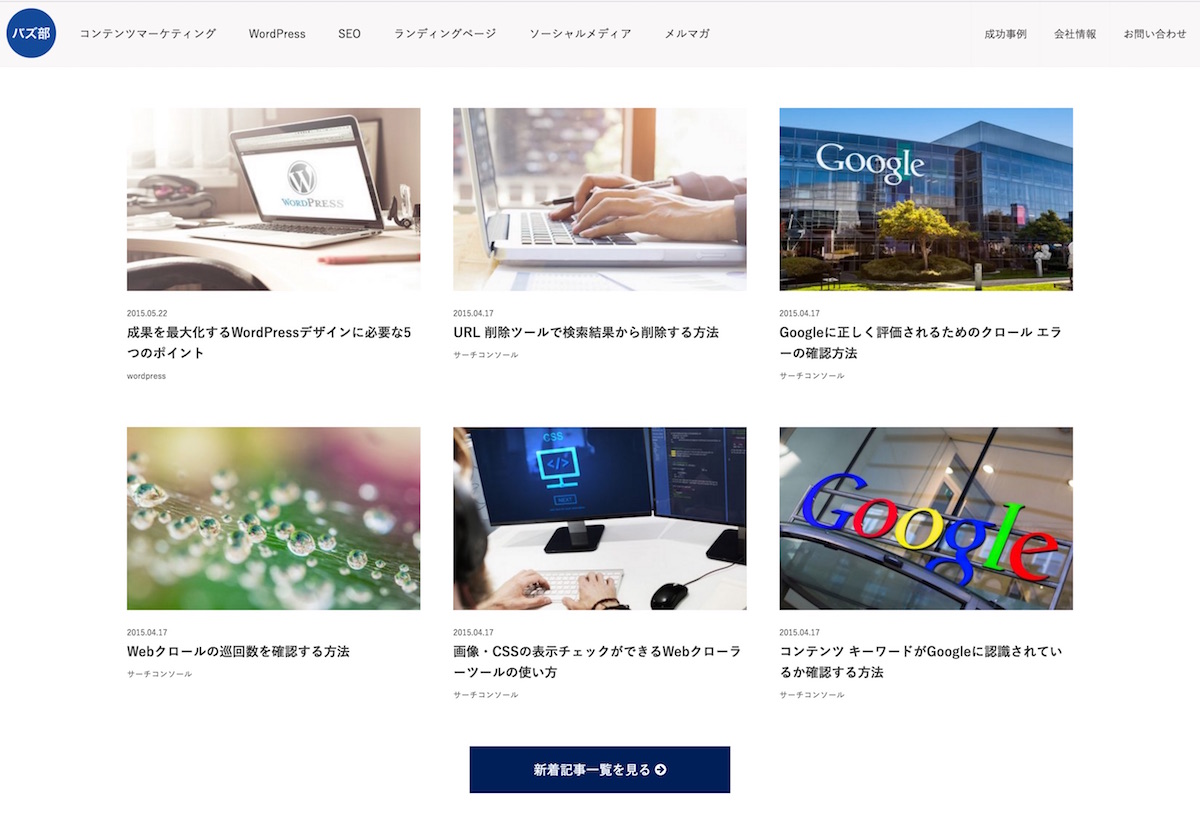 バズ部
コンテンツマーケティング
WordPress
SEO
ランディングページ
ソーシャルメディア
メルマガ
成功事例
会社情報
お問い合わせ
WORDPRESS
Google
2015.05.22
成果を最大化するWordPressデザインに必要な5
つのポイント
wordpress
2015.04.17
URL 削除ツールで検索結果から削除する方法
サーチコンソール
2015.04.17
Googleに正しく評価されるためのクロール エラ
ーの確認方法
サーチコンソール
CSS
</>
NEXT
Google
2015.04.17
Webクロールの巡回数を確認する方法
サーチコンソール
2015.04.17
画像・CSSの表示チェックができるWebクローラ
ーツールの使い方
サーチコンソール
2015.04.17
コンテンツ キーワードがGoogleに認識されてい
るか確認する方法
サーチコンソール
新着記事一覧を見る